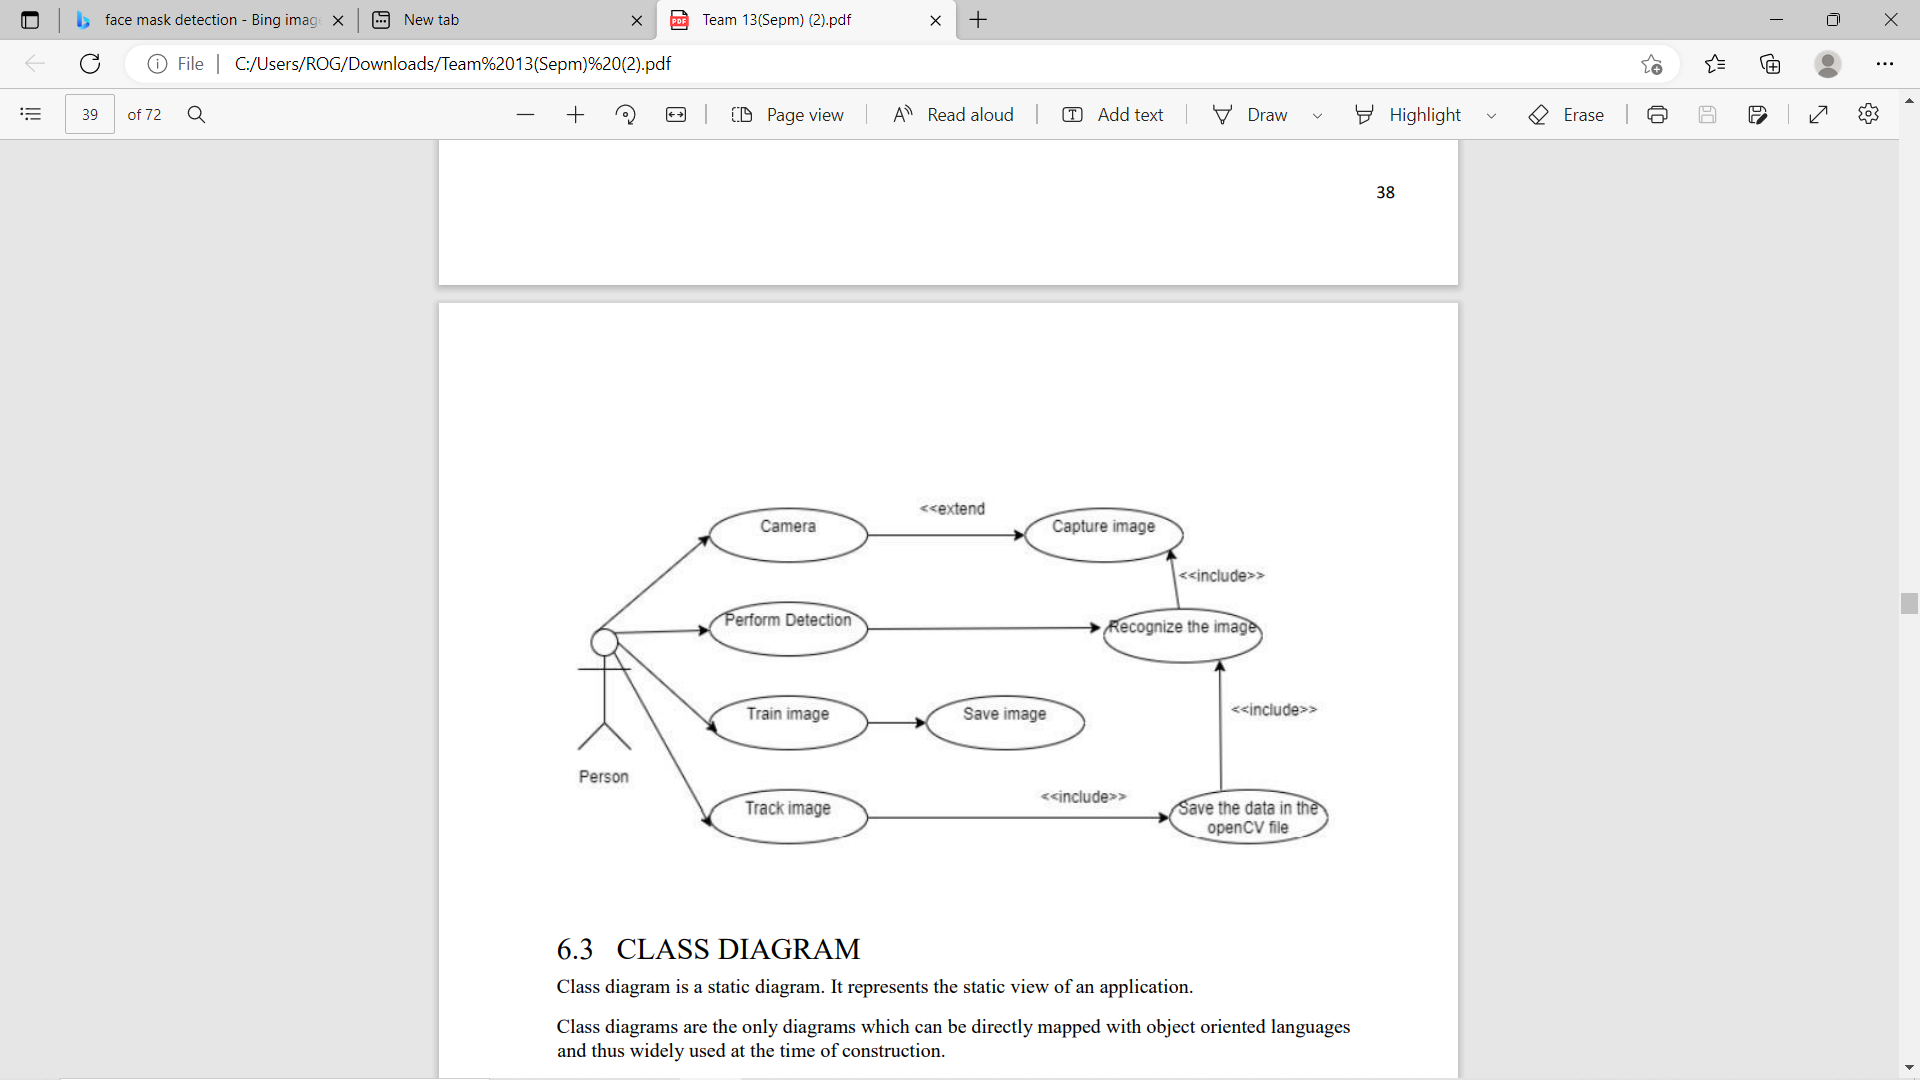 face mask detection - Bing imag
New tab
Team 13(Sepm) (2).pdf
File
C:/Users/ROG/Downloads/Team%2013(Sepm)%20(2).pdf
39 of 72
Page view
Read aloud
Add text
Draw
Highlight
Erase
38
<<extend
Camera
Capture image
<<include>>
Perform Detection
Recognize the image
Train image
Save image
<<include>>
Person
<<include>>
Track image
Save the data in the
openCV file
6.3 CLASS DIAGRAM
Class diagram is a static diagram. It represents the static view of an application.
Class diagrams are the only diagrams which can be directly mapped with object oriented languages
and thus widely used at the time of construction.